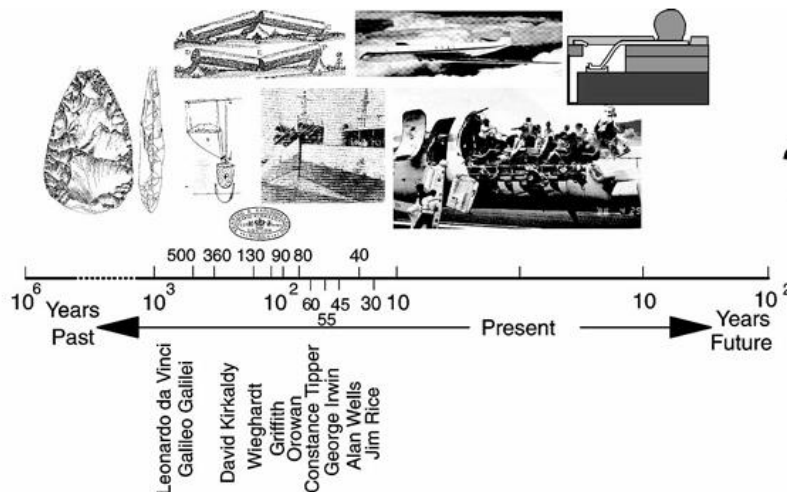 500 360 130 90 80 40
10⁶ 10³ 10² 60 45 30 10 10 10²
55
Years Past
Present
Years Future
Leonardo da Vinci
Galileo Galilei
David Kirkaldy
Wieghardt
Griffith
Orowan
Constance Tipper
George Irwin
Alan Wells
Jim Rice